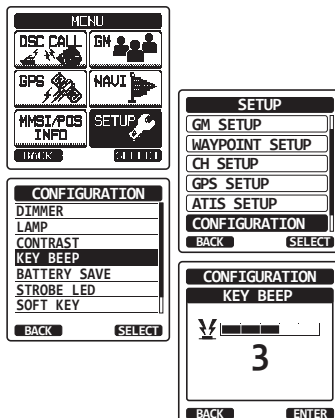 MENU
DSC CALL
GM
GPS
NAVI
MMSI/POS
INFO
SETUP
BACK
SELECT
SETUP
GM SETUP
WAYPOINT SETUP
CH SETUP
GPS SETUP
ATIS SETUP
CONFIGURATION
BACK SELECT
CONFIGURATION
DIMMER
LAMP
CONTRAST
KEY BEEP
BATTERY SAVE
STROBE LED
SOFT KEY
BACK SELECT
CONFIGURATION
KEY BEEP
3
BACK ENTER